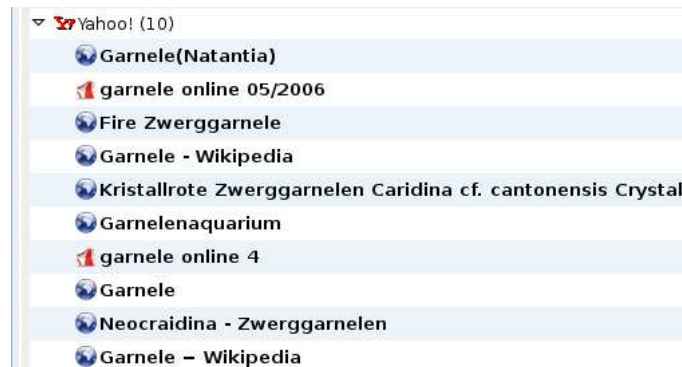 Yahoo! (10)
Garnele(Natantia)
garnele online 05/2006
Fire Zwerggarnele
Garnele - Wikipedia
Kristallrote Zwerggarnelen Caridina cf. cantonensis Crystal
Garnelenaquarium
garnele online 4
Garnele
Neocraidina - Zwerggarnelen
Garnele – Wikipedia